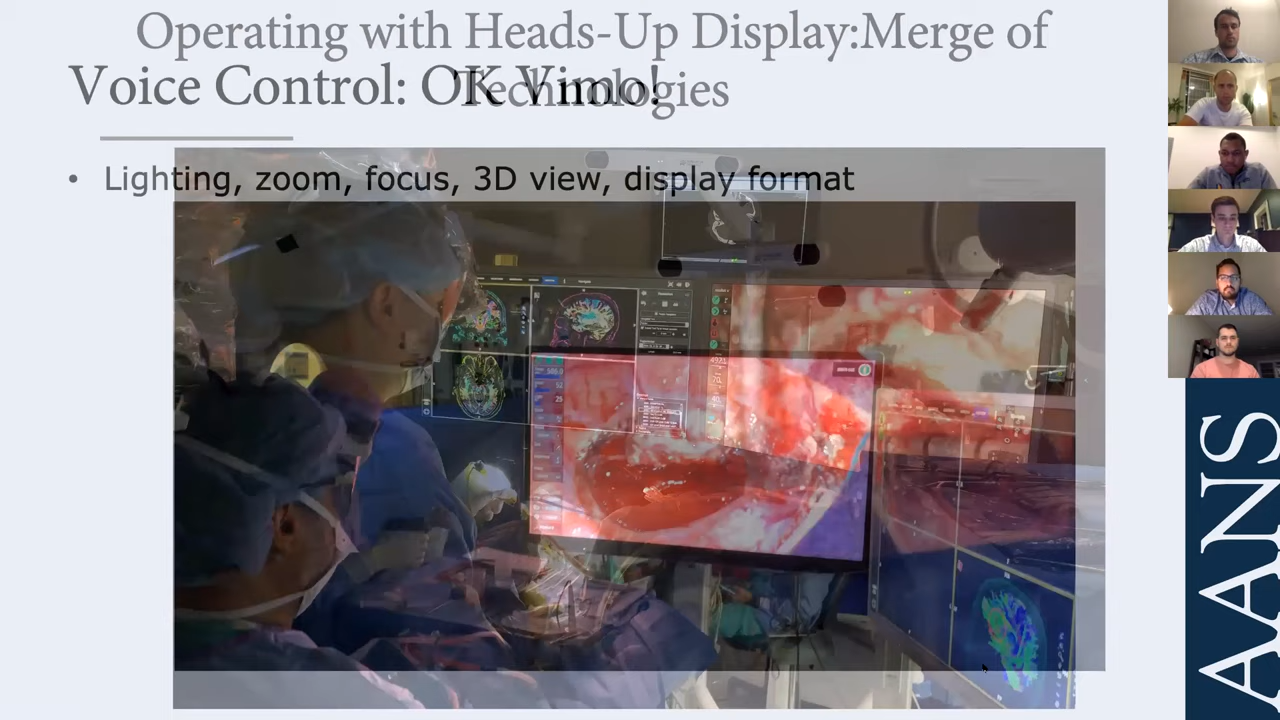 Operating with Heads-Up Display:Merge of
Technologies
Voice Control: OK Vimo!
• Lighting, zoom, focus, 3D view, display format
AANS